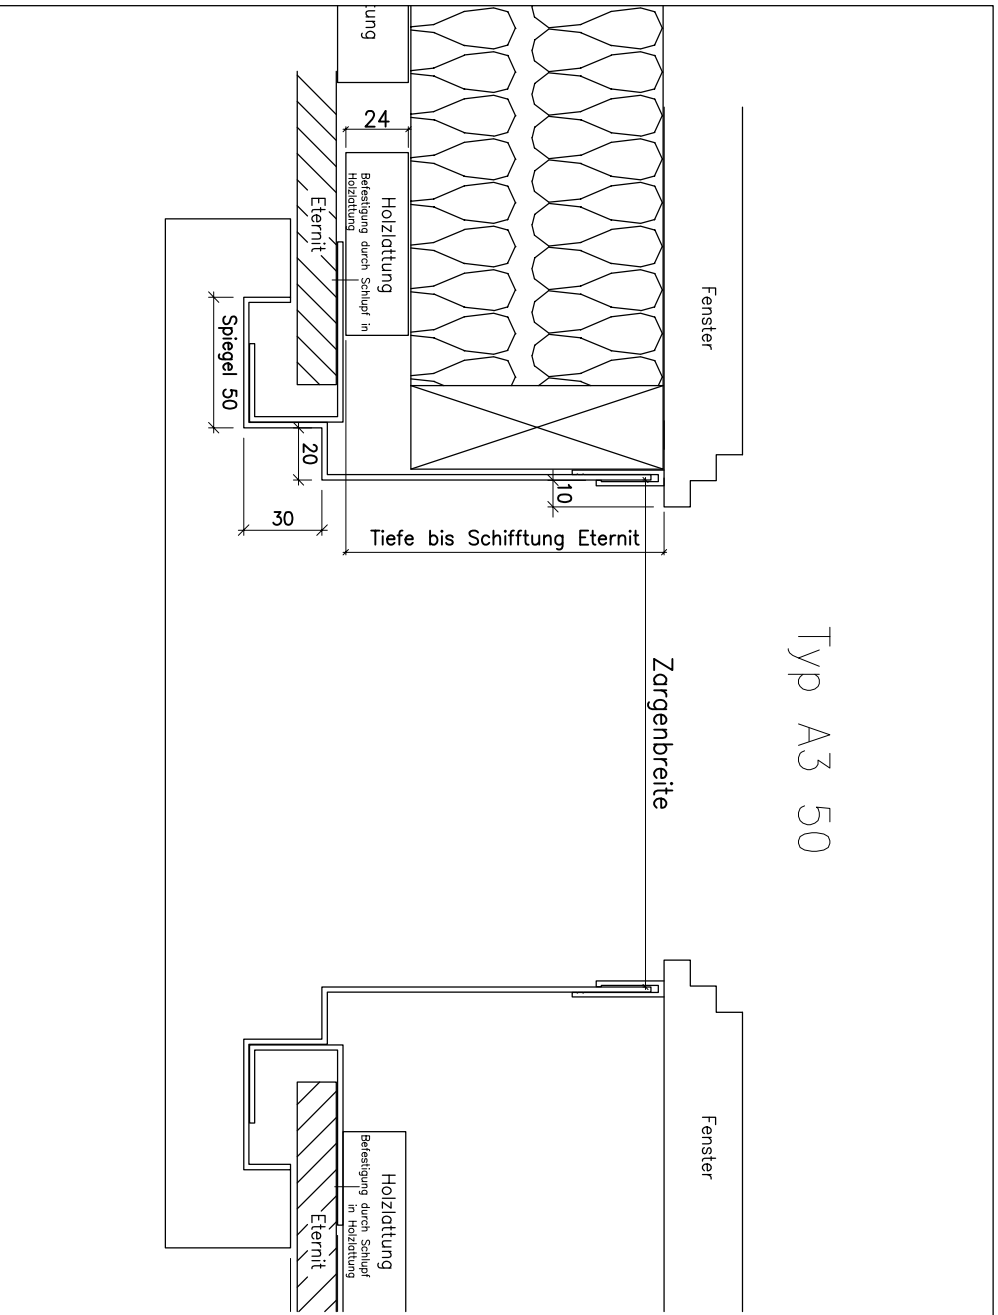 Typ A3 50
Fenster
Fenster
Zargenbreite
Tiefe bis Schifftung Eternit
10
24
Holzlattung
Befestigung durch Schlupf in
Holzlattung
Eternit
tung
20
30
Spiegel 50
Holzlattung
Befestigung durch Schlupf
in Holzlattung
Eternit